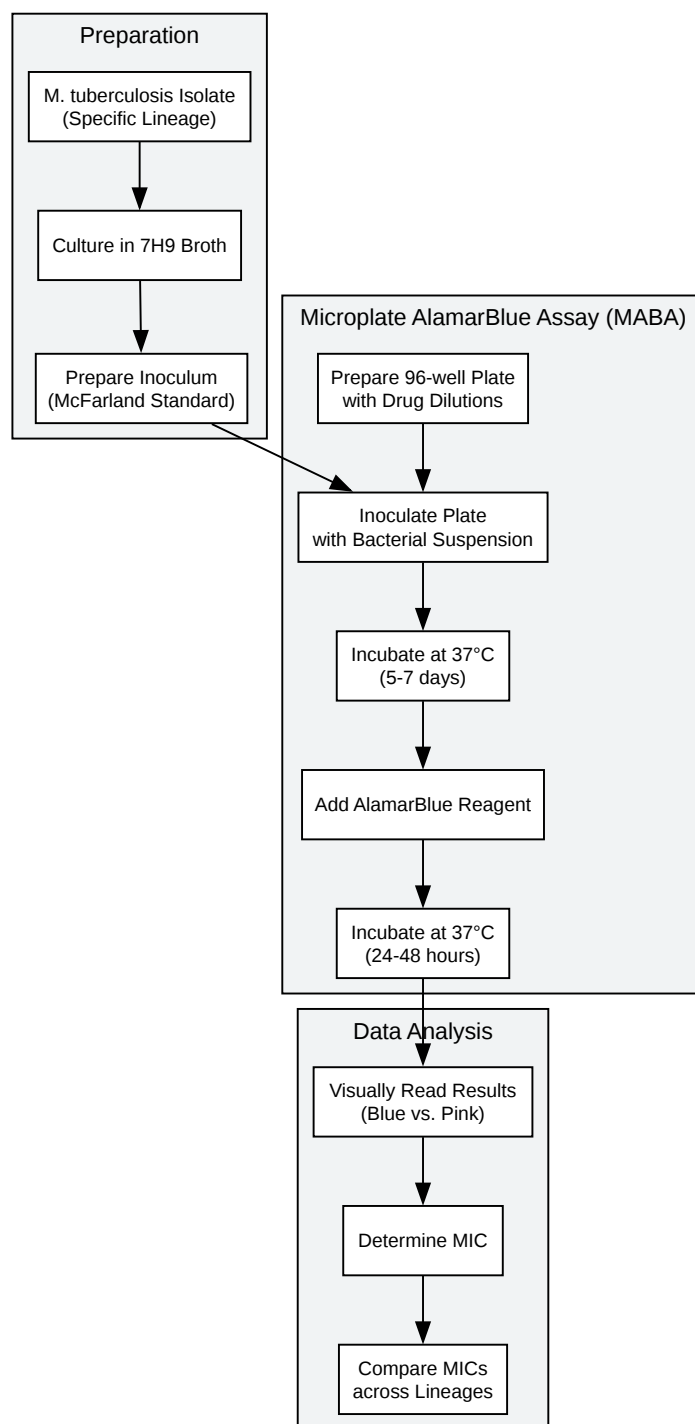 Preparation
M. tuberculosis Isolate
(Specific Lineage)
Culture in 7H9 Broth
Prepare Inoculum
(McFarland Standard)
Microplate AlamarBlue Assay (MABA)
Prepare 96-well Plate
with Drug Dilutions
Inoculate Plate
with Bacterial Suspension
Incubate at 37°C
(5-7 days)
Add AlamarBlue Reagent
Incubate at 37°C
(24-48 hours)
Data Analysis
Visually Read Results
(Blue vs. Pink)
Determine MIC
Compare MICs
across Lineages